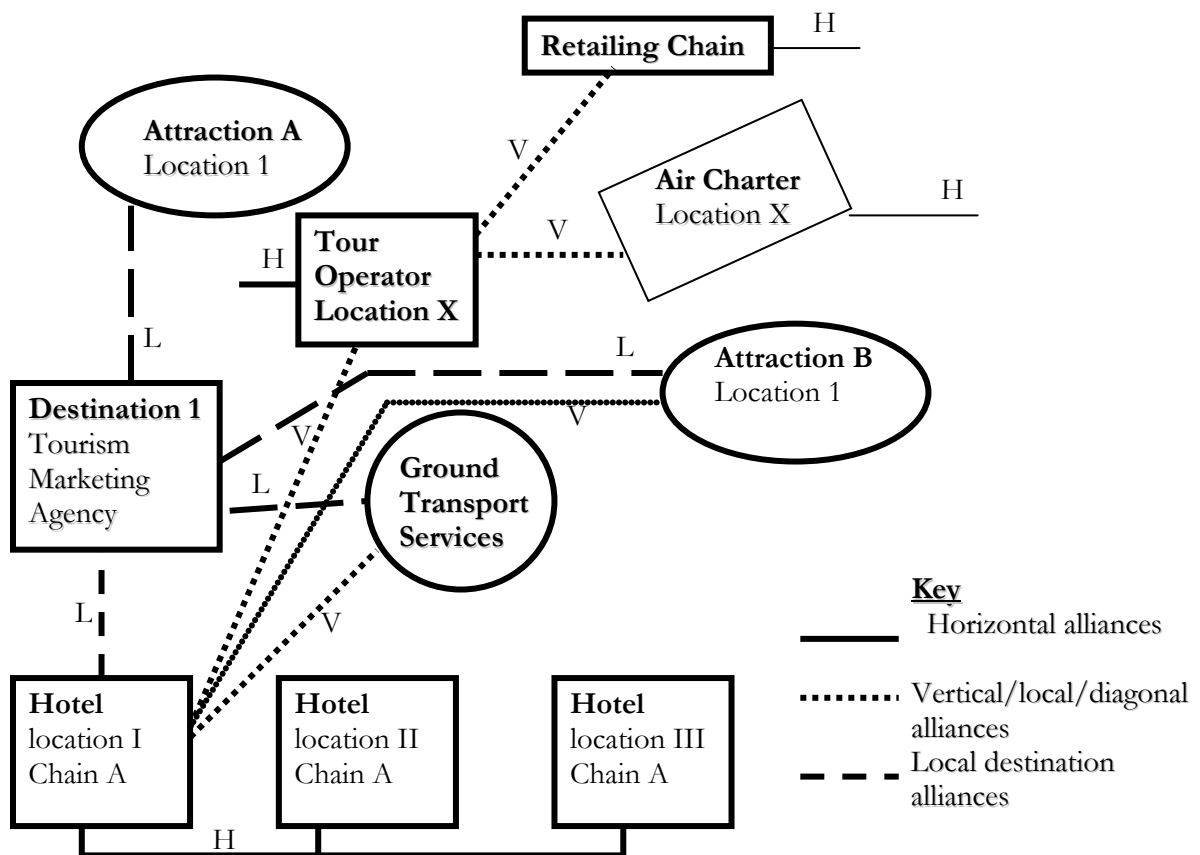 Retailing Chain
H
Attraction A
Location 1
V
Air Charter
Location X
H
Tour
Operator
Location X
H
V
L
L
Attraction B
Location 1
Destination 1
Tourism
Marketing
Agency
V
V
L
Ground
Transport
Services
L
V
Key
Horizontal alliances
Vertical/local/diagonal
alliances
Local destination
alliances
Hotel
location I
Chain A
Hotel
location II
Chain A
Hotel
location III
Chain A
H